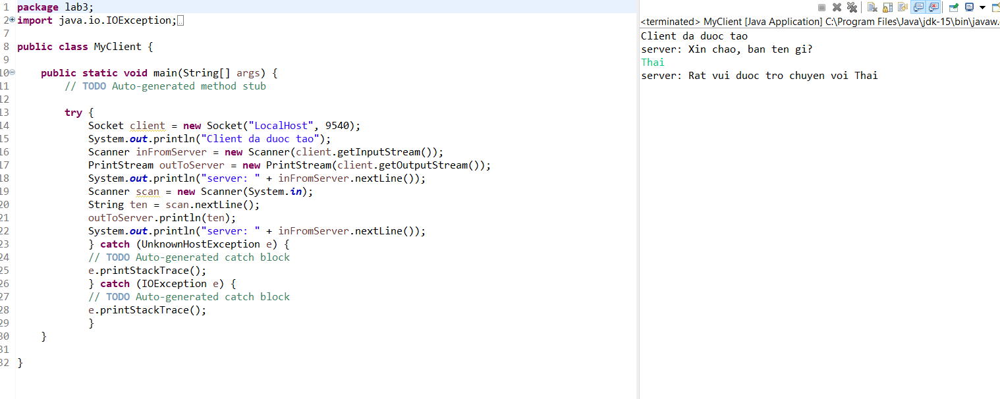 1 package lab3;
2 import java.io.IOException;
7
8 public class MyClient {
9
10 public static void main(String[] args) {
11 // TODO Auto-generated method stub
12
13 try {
14 Socket client = new Socket("LocalHost", 9540);
15 System.out.println("Client da duoc tao");
16 Scanner inFromServer = new Scanner(client.getInputStream());
17 PrintStream outToServer = new PrintStream(client.getOutputStream());
18 System.out.println("server: " + inFromServer.nextLine());
19 Scanner scan = new Scanner(System.in);
20 String ten = scan.nextLine();
21 outToServer.println(ten);
22 System.out.println("server: " + inFromServer.nextLine());
23 } catch (UnknownHostException e) {
24 // TODO Auto-generated catch block
25 e.printStackTrace();
26 } catch (IOException e) {
27 // TODO Auto-generated catch block
28 e.printStackTrace();
29 }
30 }
31
32 }
<terminated> MyClient [Java Application] C:\Program Files\Java\jdk-15\bin\javaw.
Client da duoc tao
server: Xin chao, ban ten gi?
Thai
server: Rat vui duoc tro chuyen voi Thai